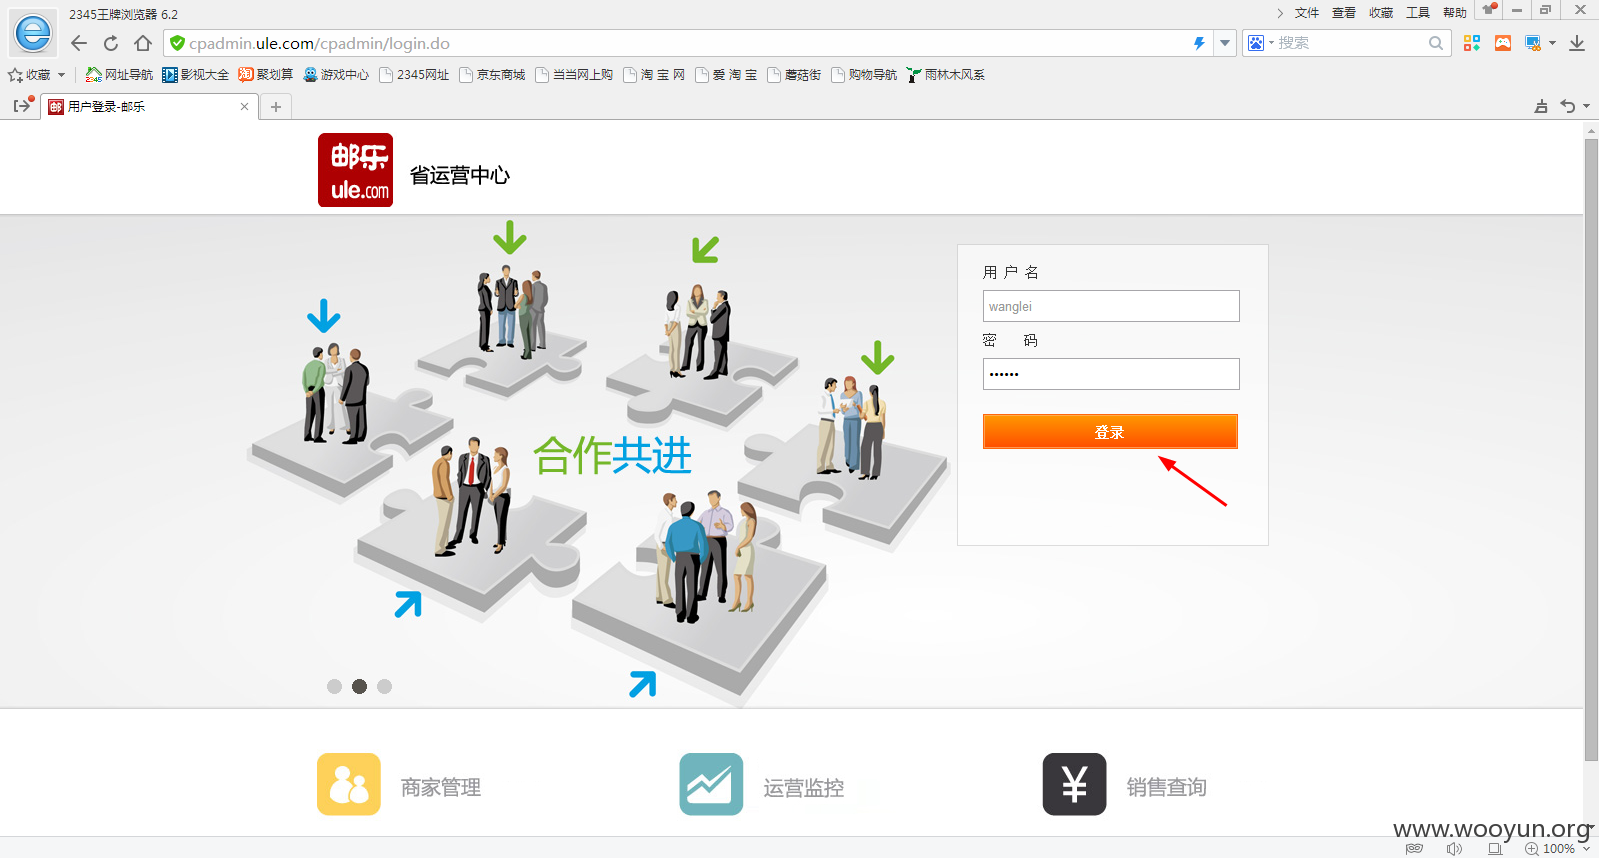 2345王牌浏览器 6.2
文件 查看 收藏 工具 帮助
cpadmin.ule.com/cpadmin/login.do
搜索
收藏 网址导航 影视大全 聚划算 游戏中心 2345网址 京东商城 当当网上购 淘 宝 网 爱 淘 宝 蘑菇街 购物导航 雨林木风系
用户登录-邮乐
邮乐
ule.com
省运营中心
用 户 名
wanglei
密 码
••••••
登录
合作共进
商家管理
运营监控
¥
销售查询
www.wooyun.org
100%